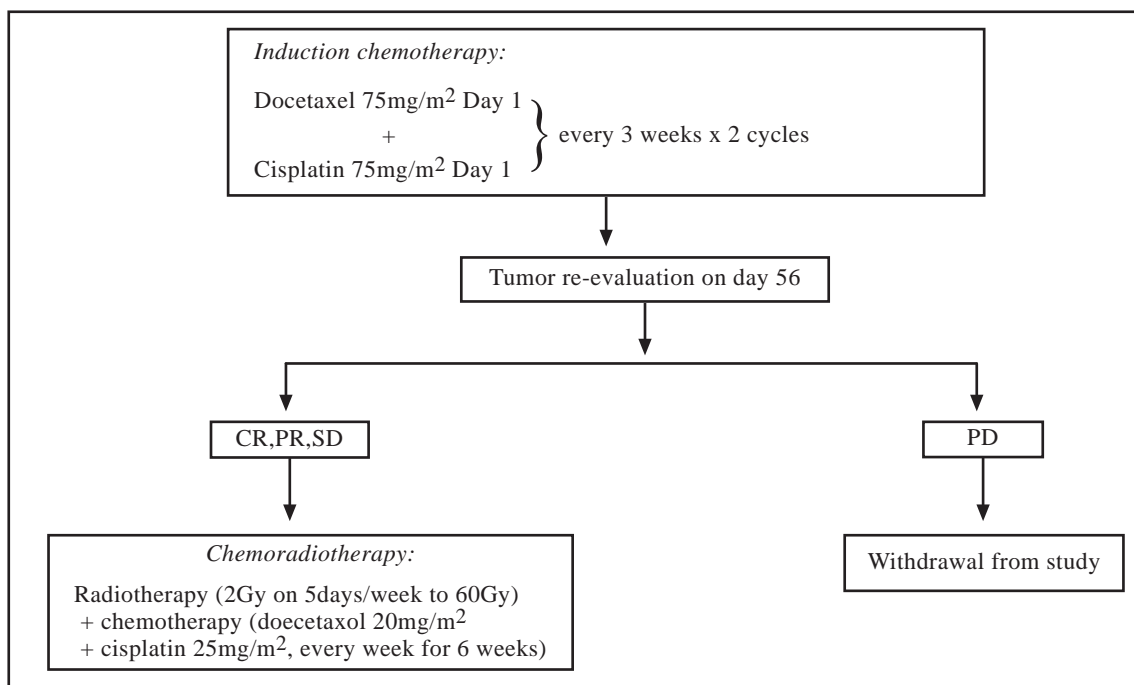 Induction chemotherapy:
Docetaxel 75mg/m² Day 1
+
Cisplatin 75mg/m² Day 1
every 3 weeks x 2 cycles
Tumor re-evaluation on day 56
CR,PR,SD
PD
Chemoradiotherapy:
Radiotherapy (2Gy on 5days/week to 60Gy)
+ chemotherapy (doecetaxol 20mg/m²
+ cisplatin 25mg/m², every week for 6 weeks)
Withdrawal from study